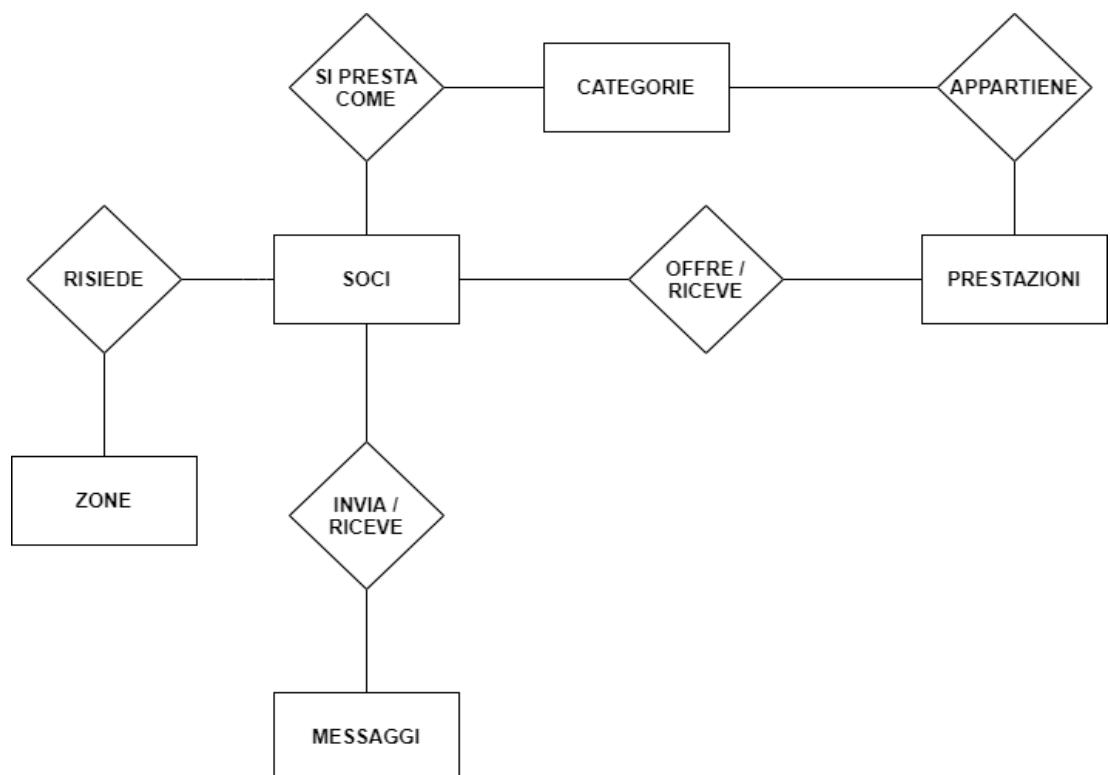 SI PRESTA
COME
CATEGORIE
APPARTIENE
RISIEDE
SOCI
OFFRE /
RICEVE
PRESTAZIONI
ZONE
INVIA /
RICEVE
MESSAGGI